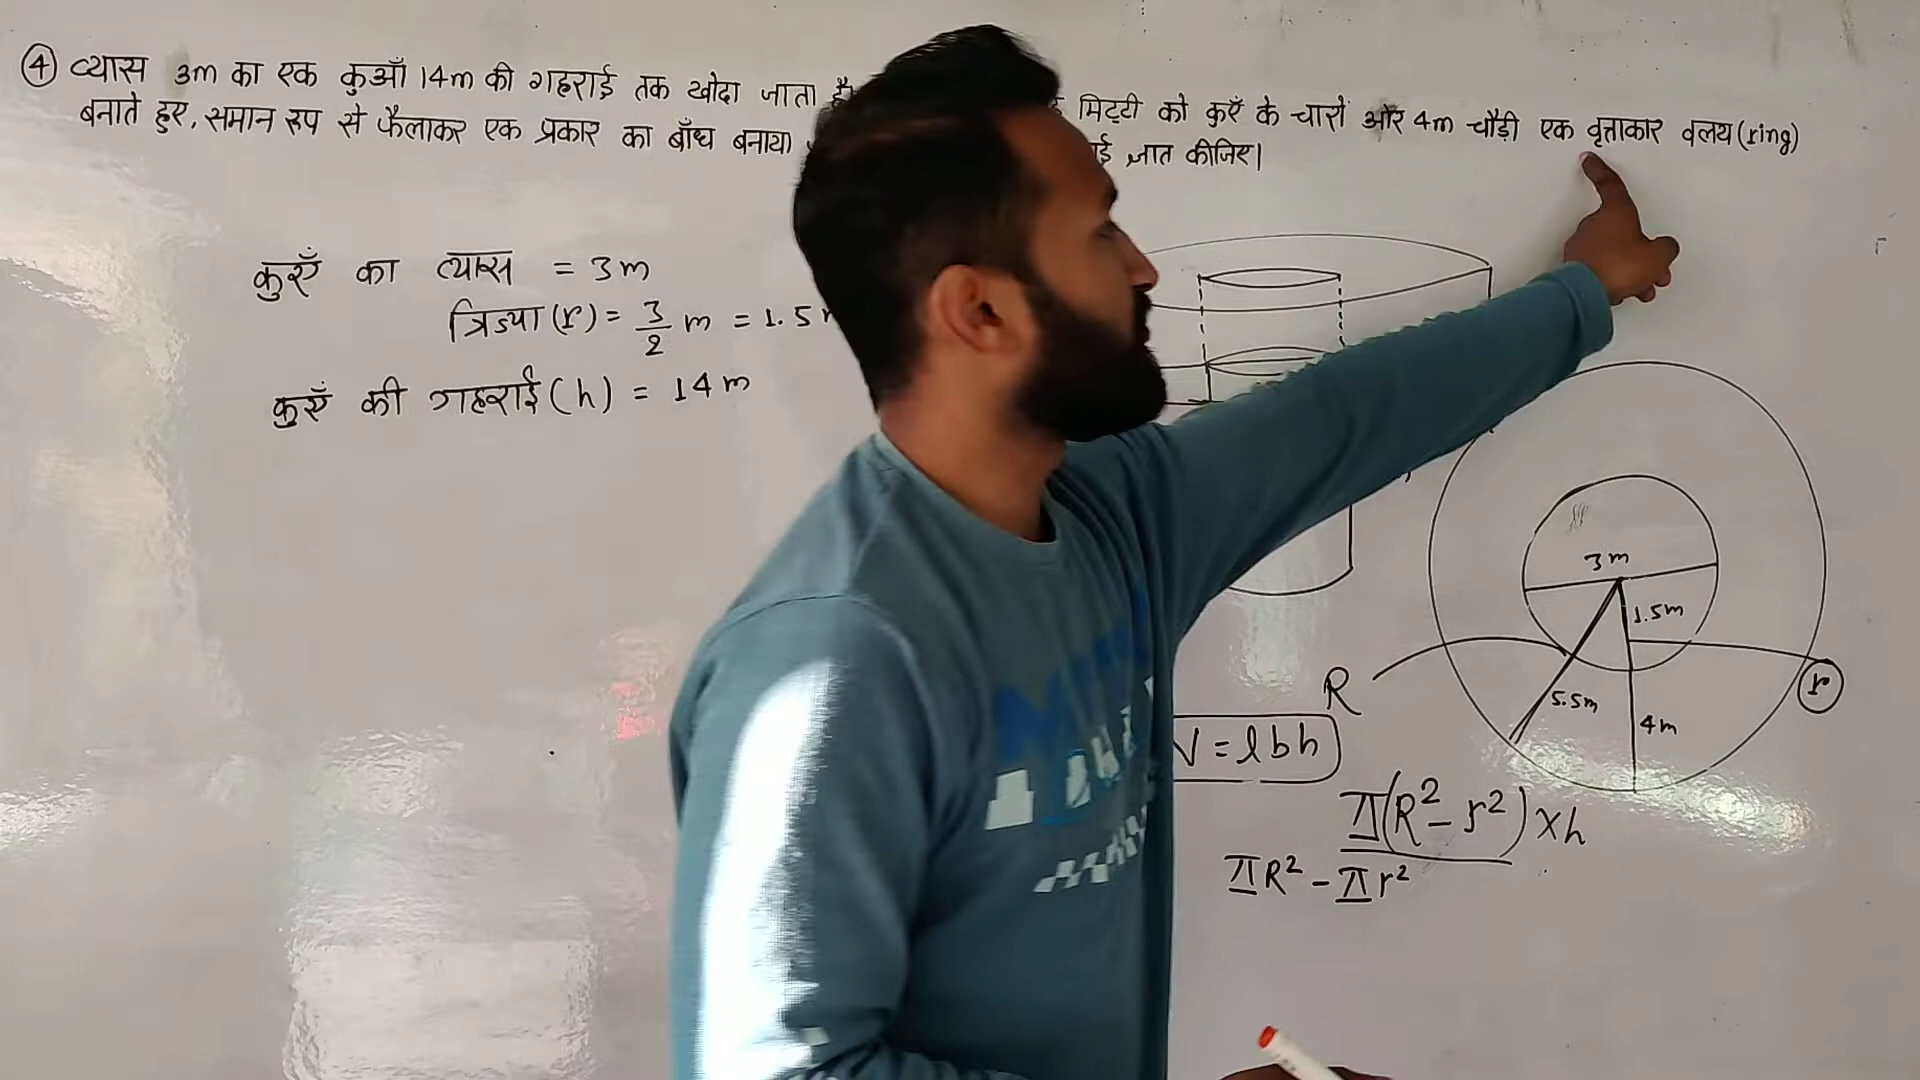 ④ व्यास 3m का एक कुआँ 14m की गहराई तक खोदा जाता है मिट्टी को कुएँ के चारों ओर 4m चौड़ी एक वृत्ताकार वलय (ring)
बनाते हुए, समान रूप से फैलाकर एक प्रकार का बाँध बनाया ज्ञात कीजिए।
कुएँ का व्यास = 3m
त्रिज्या (r) = 3/2 m = 1.5
कुएँ की गहराई (h) = 14m
3m
1.5m
R
5.5m
r
4m
V = lbh
π(R² - r²) x h
πR² - πr²